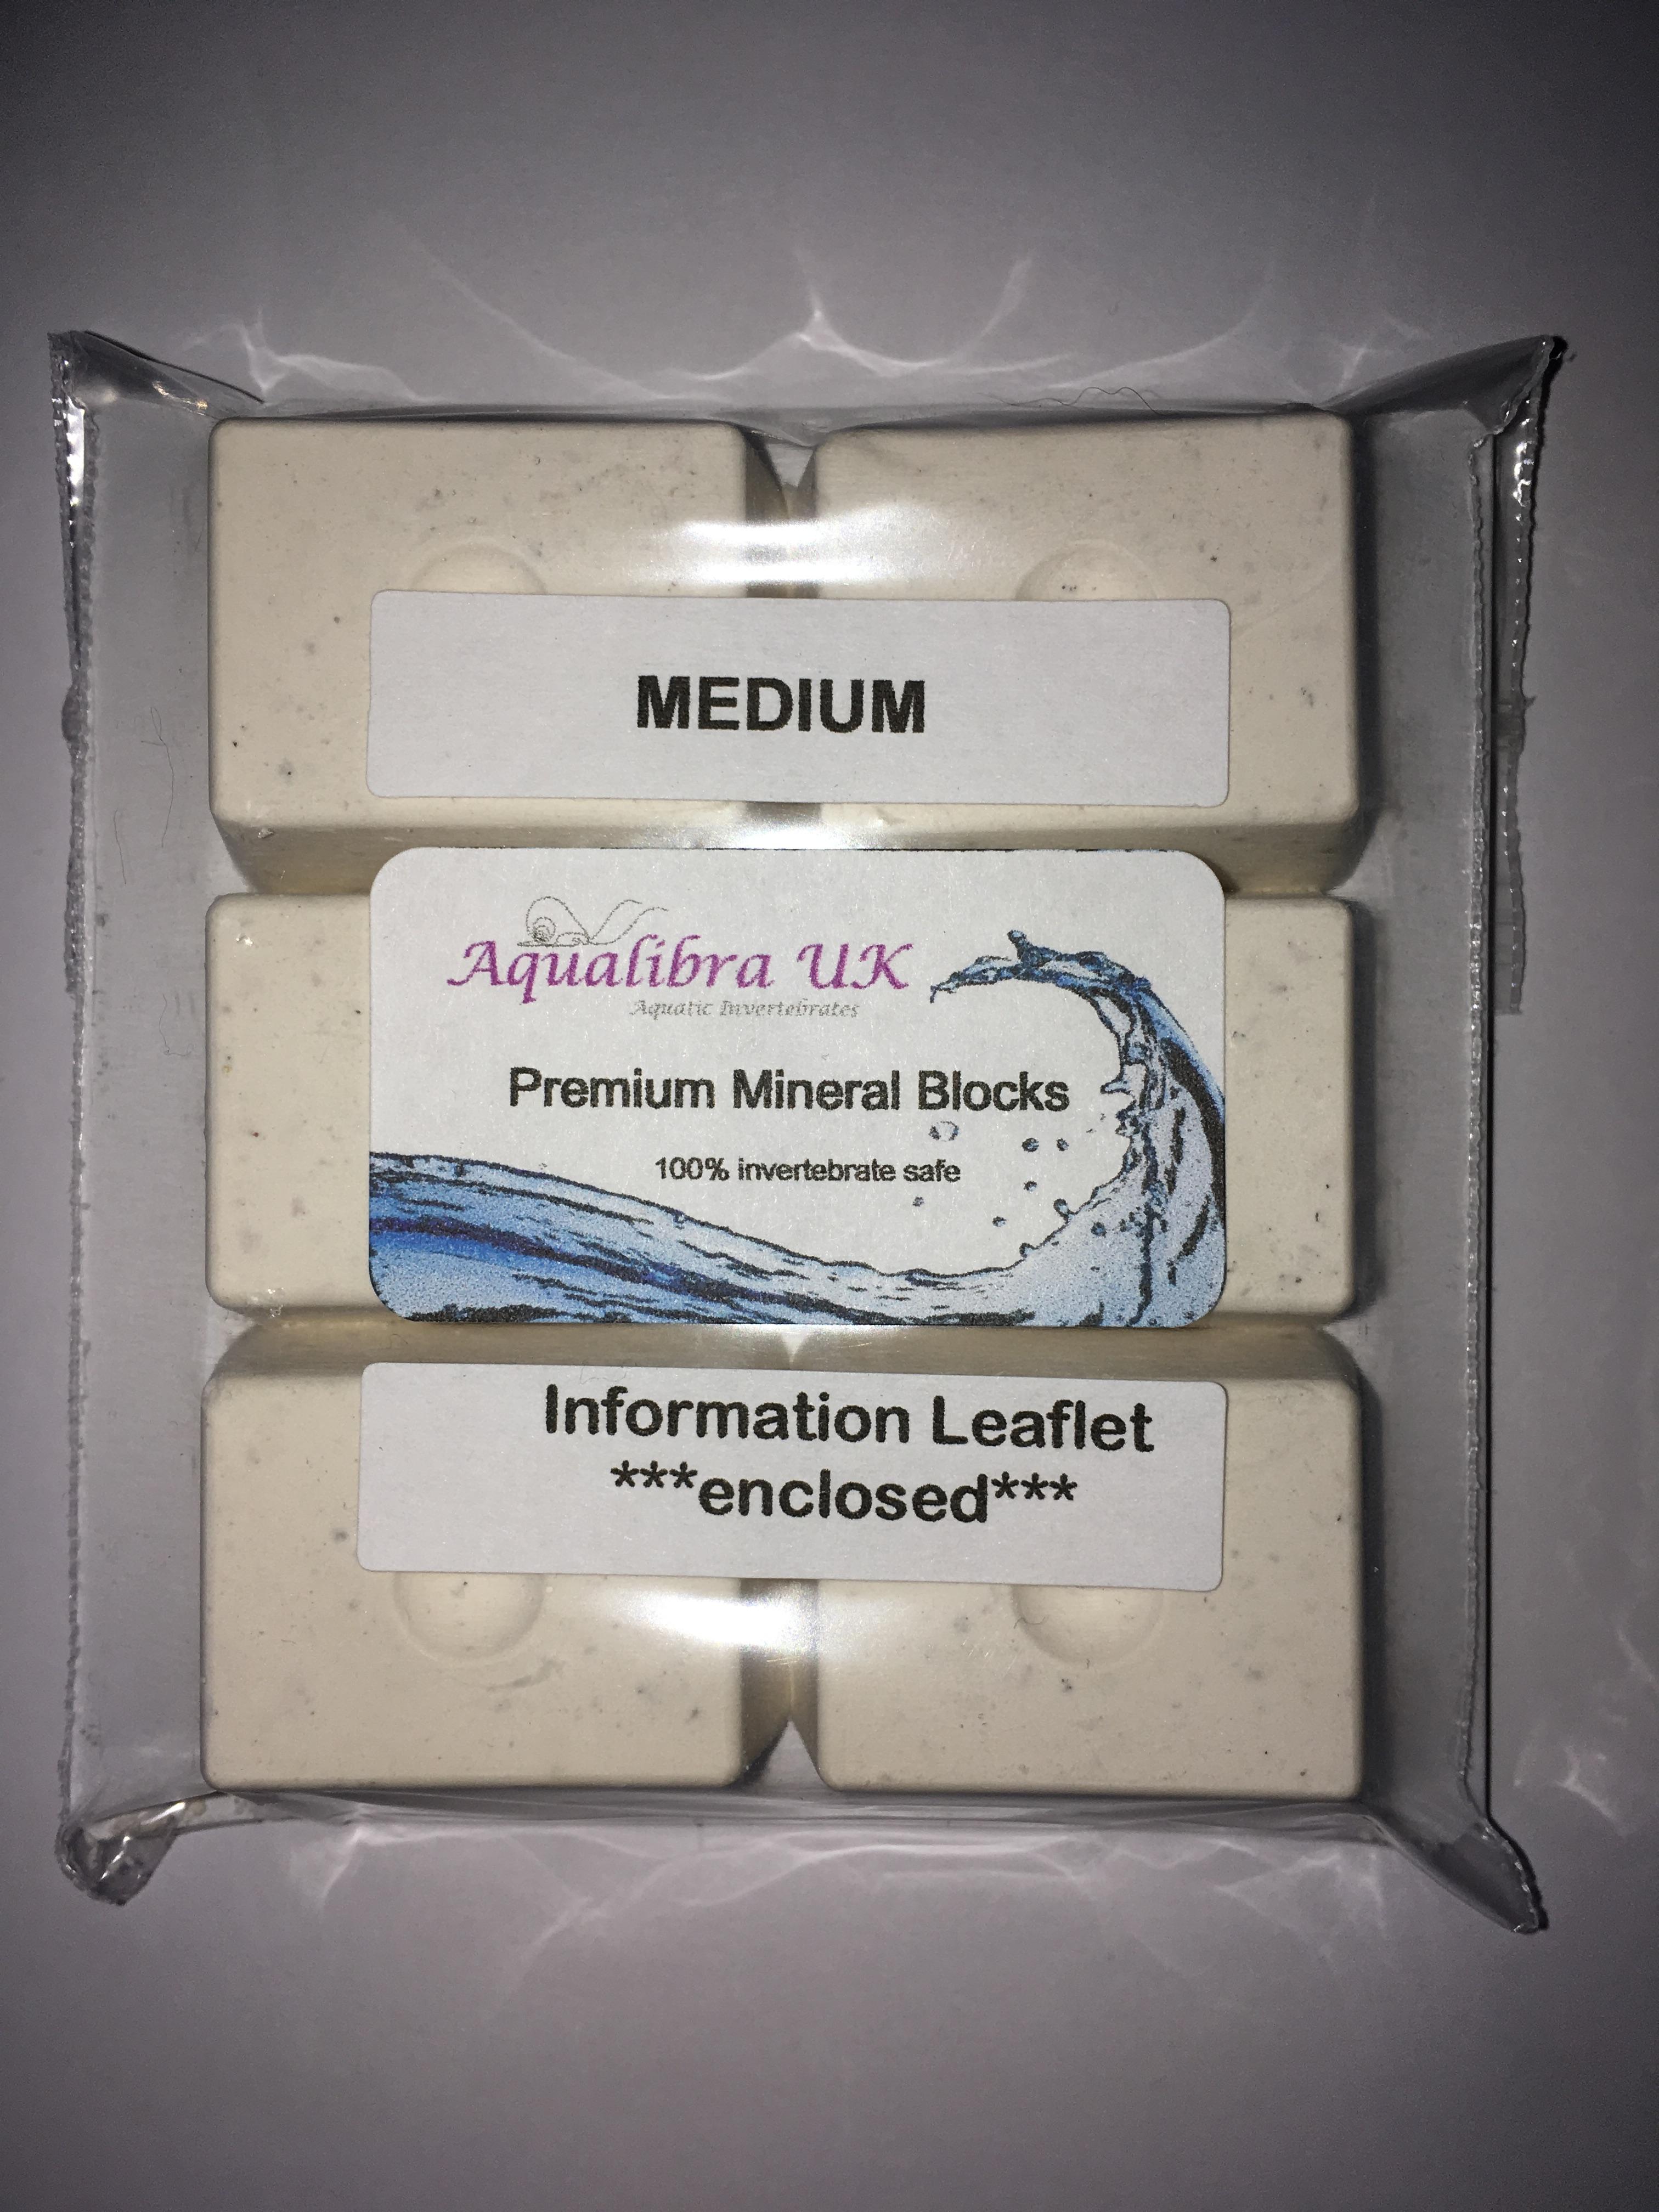 MEDIUM
Aqualibra UK
Aquatic Invertebrates
Premium Mineral Blocks
100% invertebrate safe
Information Leaflet
***enclosed***